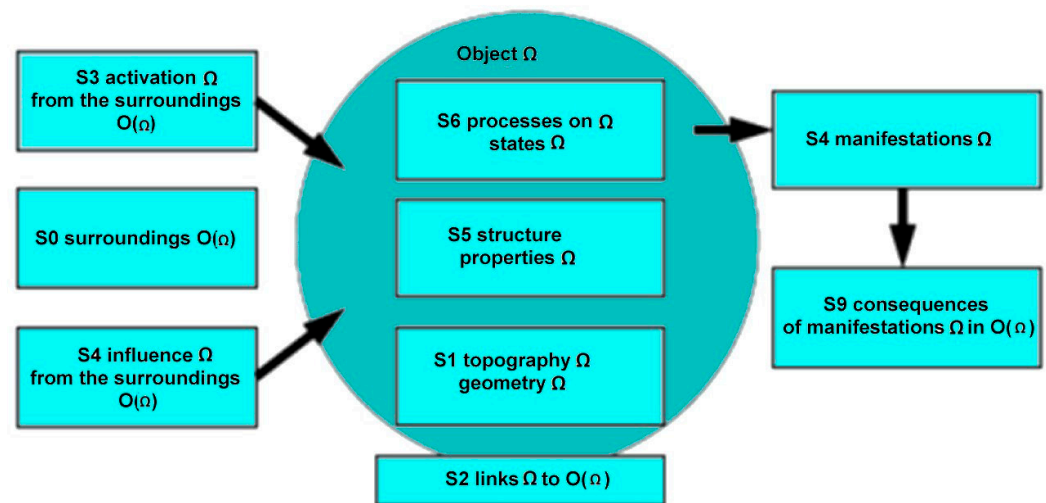 S3 activation Ω
from the surroundings
O(Ω)
S0 surroundings O(Ω)
S4 influence Ω
from the surroundings
O(Ω)
Object Ω
S6 processes on Ω
states Ω
S5 structure
properties Ω
S1 topography Ω
geometry Ω
S2 links Ω to O(Ω)
S4 manifestations Ω
S9 consequences
of manifestations Ω in O(Ω)